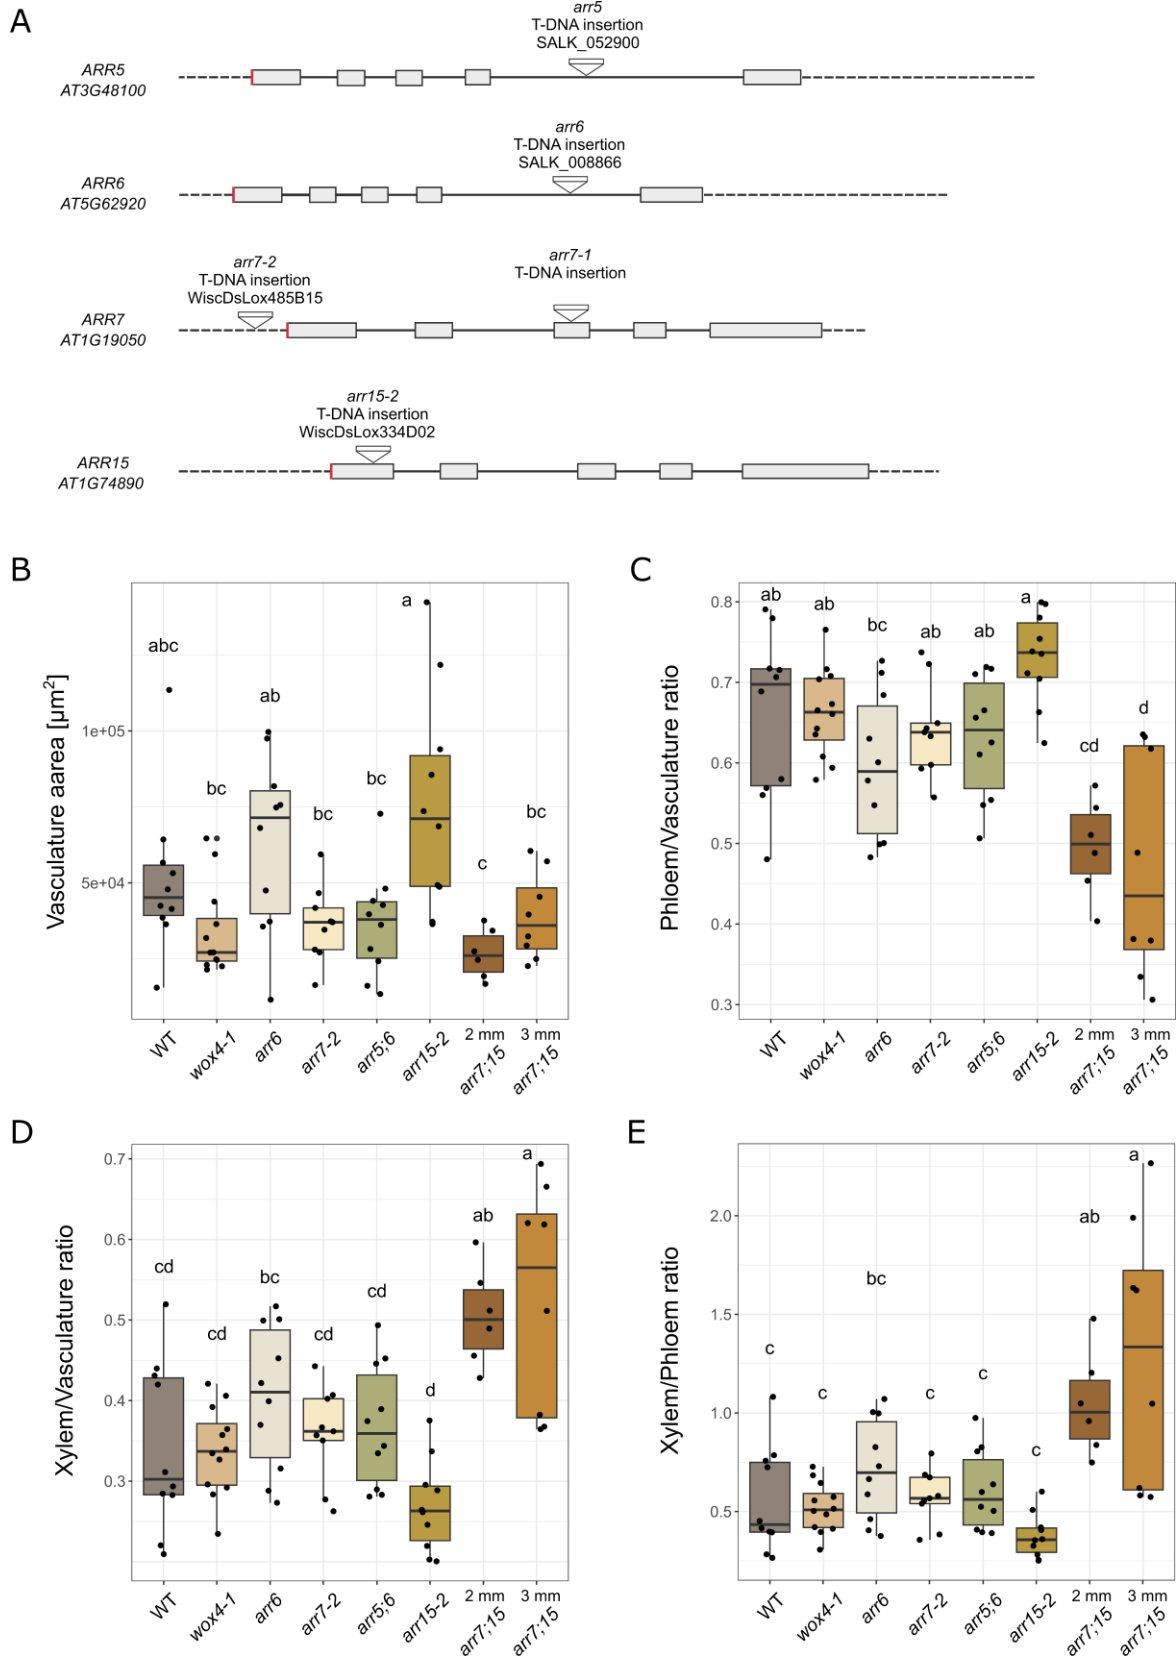 A
arr5
T-DNA insertion
SALK_052900
ARR5
AT3G48100
arr6
T-DNA insertion
SALK_008866
ARR6
AT5G62920
arr7-2
T-DNA insertion
WiscDsLox485B15
arr7-1
T-DNA insertion
ARR7
AT1G19050
arr15-2
T-DNA insertion
WiscDsLox334D02
ARR15
AT1G74890
B
Vasculature aarea [µm²]
1e+05
5e+04
abc
bc
ab
bc
bc
a
c
bc
WT
wox4-1
arr6
arr7-2
arr5;6
arr15-2
2 mm
arr7;15
3 mm
arr7;15
C
Phloem/Vasculature ratio
0.8
0.7
0.6
0.5
0.4
0.3
ab
ab
bc
ab
ab
a
cd
d
WT
wox4-1
arr6
arr7-2
arr5;6
arr15-2
2 mm
arr7;15
3 mm
arr7;15
D
Xylem/Vasculature ratio
0.7
0.6
0.5
0.4
0.3
cd
cd
bc
cd
cd
d
ab
a
WT
wox4-1
arr6
arr7-2
arr5;6
arr15-2
2 mm
arr7;15
3 mm
arr7;15
E
Xylem/Phloem ratio
2.0
1.5
1.0
0.5
c
c
bc
c
c
c
ab
a
WT
wox4-1
arr6
arr7-2
arr5;6
arr15-2
2 mm
arr7;15
3 mm
arr7;15